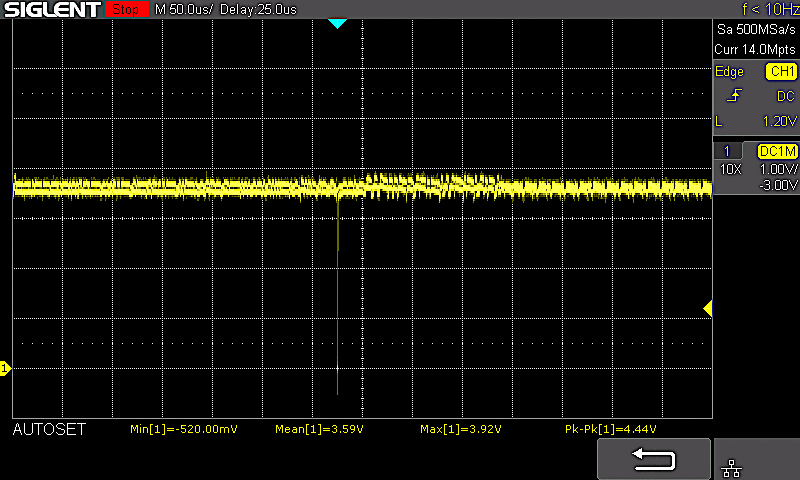 SIGLENT Stop M 50.0us/ Delay:25.0us f < 10Hz
Sa 500MSa/s
Curr 14.0Mpts
Edge CH1
DC
L 1.20V
1 DC1M
10X 1.00V/
-3.00V
1
AUTOSET Min[1]=-520.00mV Mean[1]=3.59V Max[1]=3.92V Pk-Pk[1]=4.44V